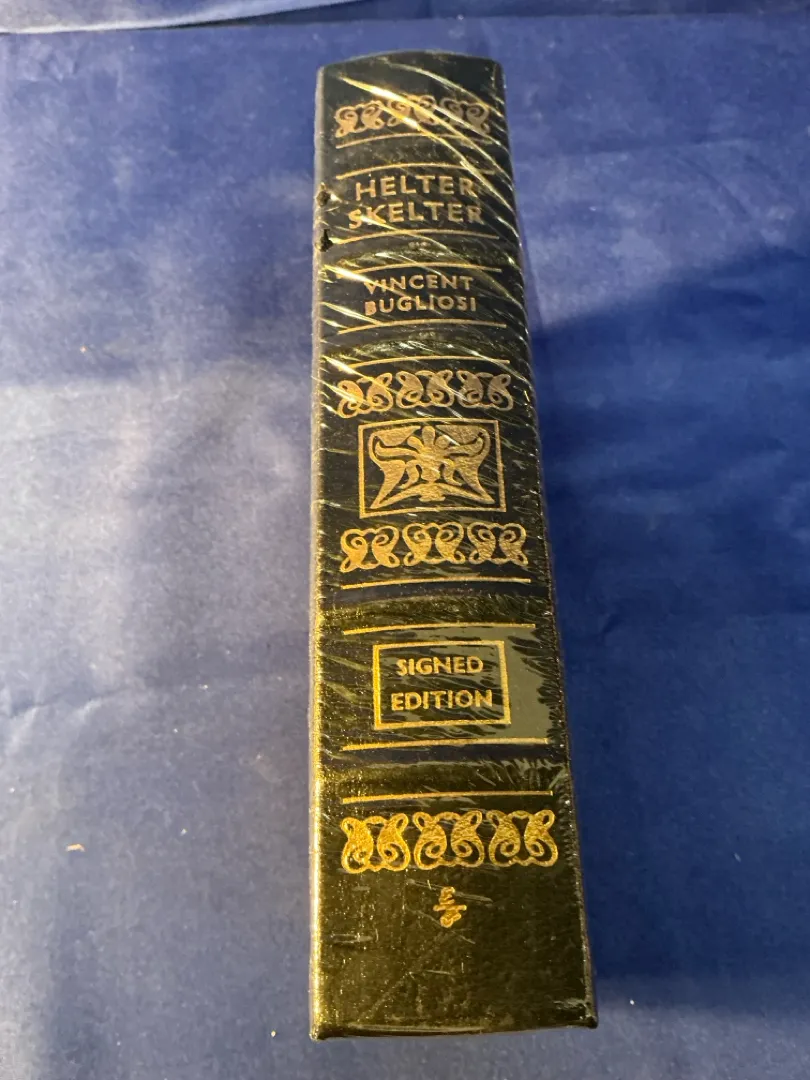 HELTER
SKELTER
VINCENT
BUGLIOSI
SIGNED
EDITION